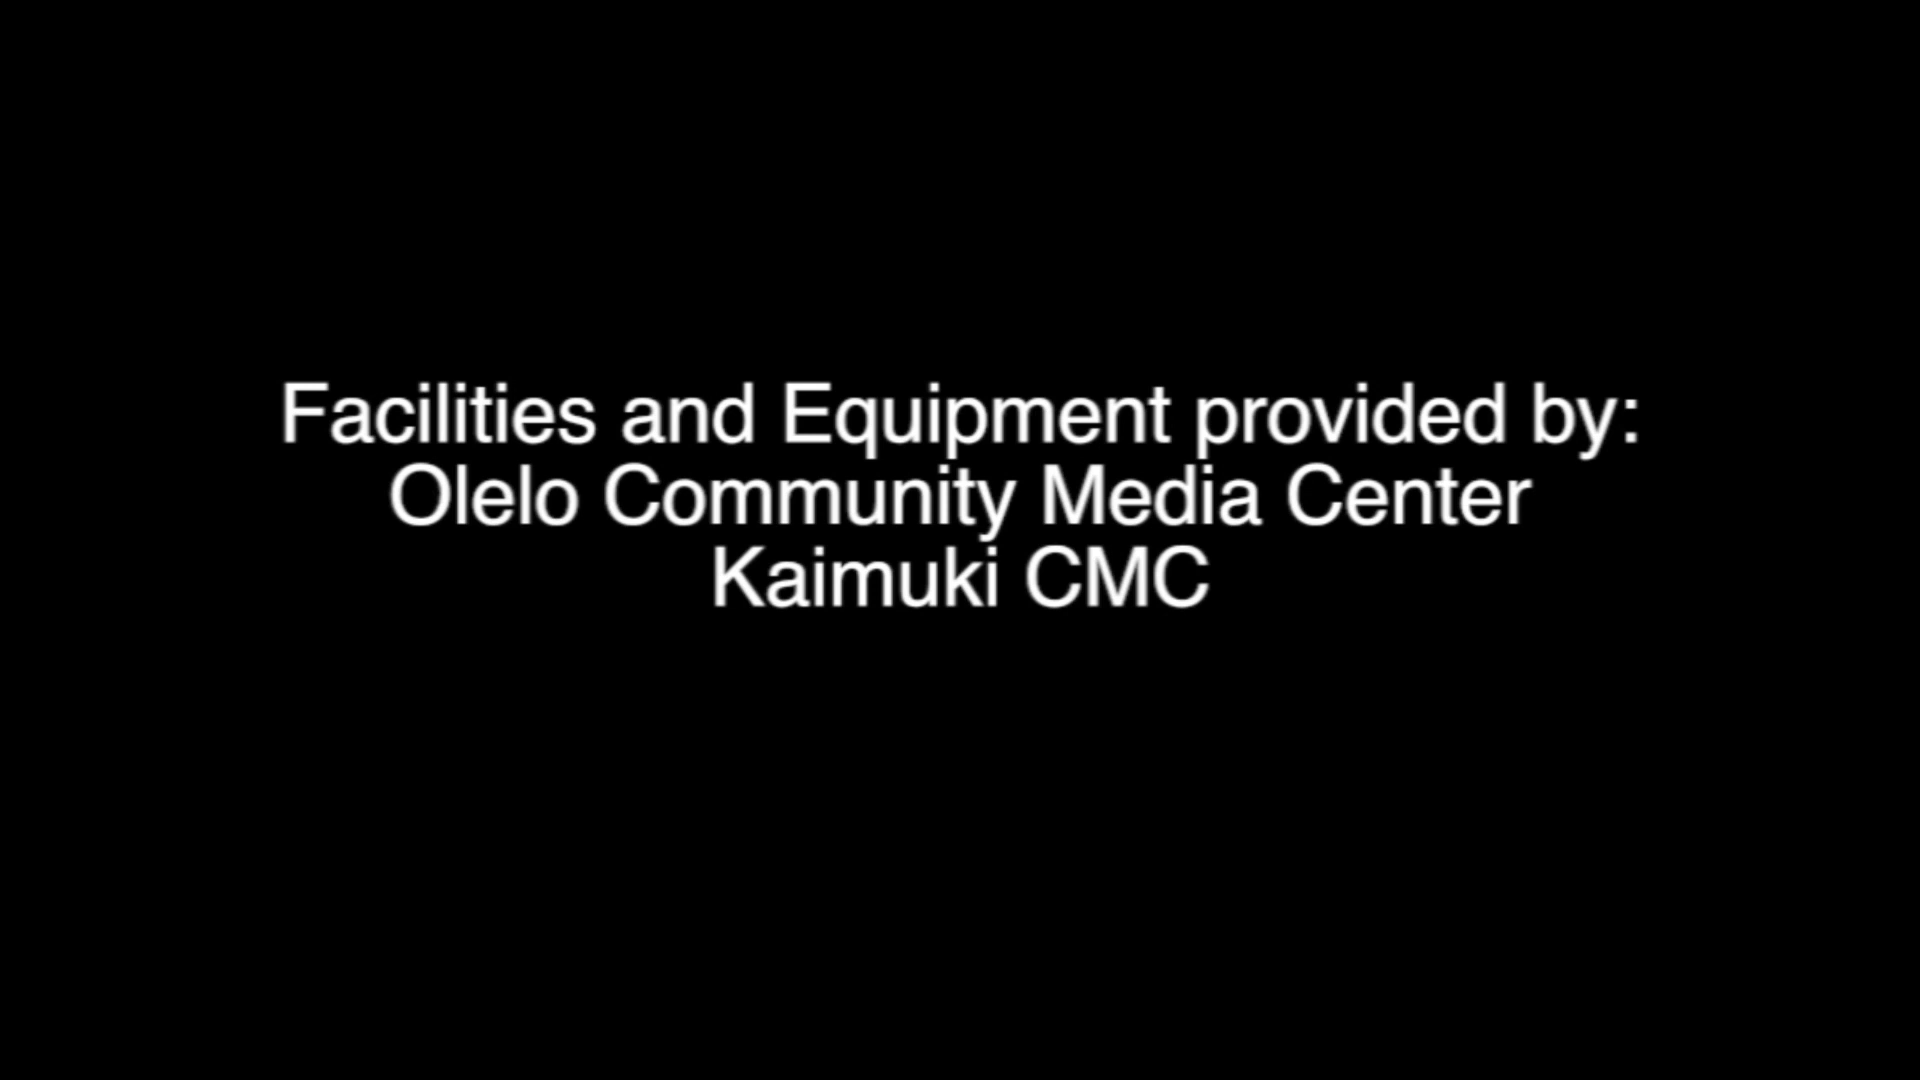 Facilities and Equipment provided by:
Olelo Community Media Center
Kaimuki CMC